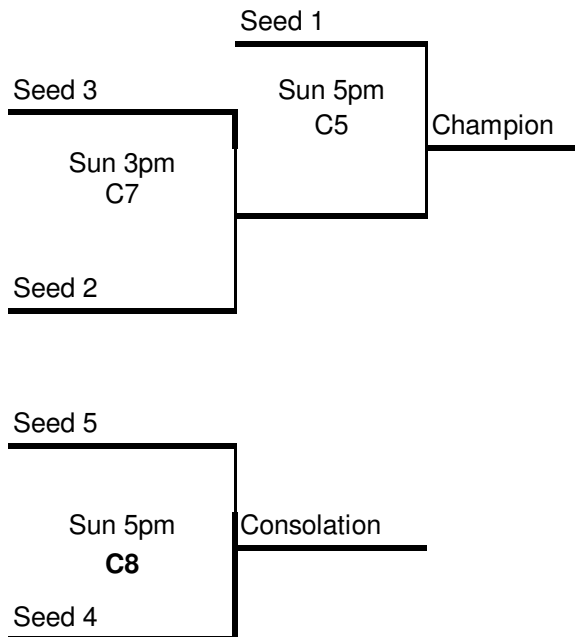 Seed 1
Seed 3
Sun 5pm
C5
Champion
Sun 3pm
C7
Seed 2
Seed 5
Sun 5pm
Consolation
C8
Seed 4